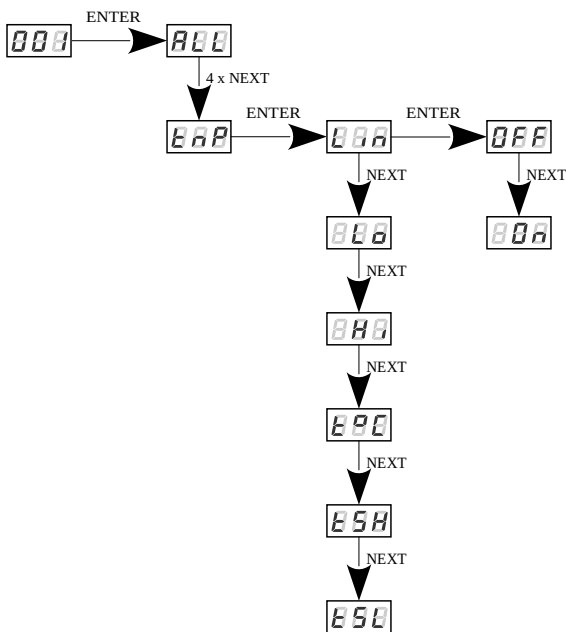 ENTER
001 ALL
4 x NEXT
ENTER ENTER
tnP Lin OFF
NEXT NEXT
Lo On
NEXT
Hi
NEXT
t°C
NEXT
tSH
NEXT
tSL